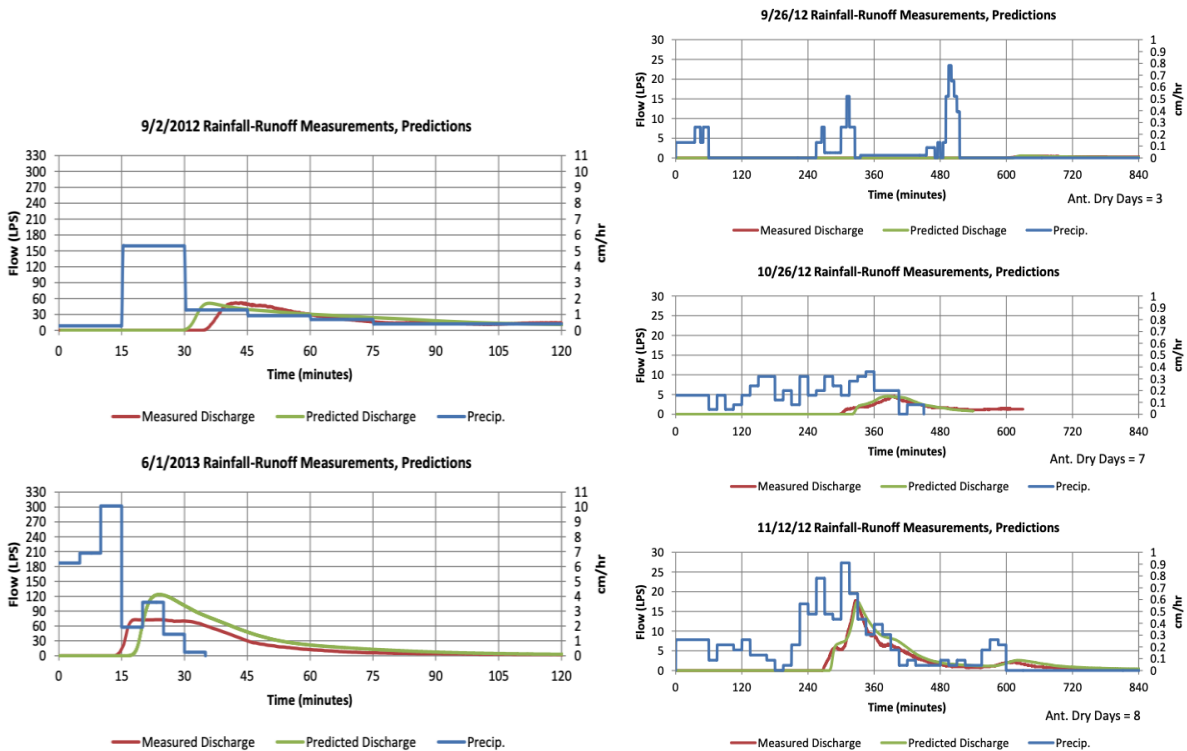 9/2/2012 Rainfall-Runoff Measurements, Predictions
330 300 270 240 210 180 150 120 90 60 30 0
Flow (LPS)
11 10 9 8 7 6 5 4 3 2 1 0
cm/hr
0 15 30 45 60 75 90 105 120
Time (minutes)
Measured Discharge Predicted Discharge Precip.
6/1/2013 Rainfall-Runoff Measurements, Predictions
330 300 270 240 210 180 150 120 90 60 30 0
Flow (LPS)
11 10 9 8 7 6 5 4 3 2 1 0
cm/hr
0 15 30 45 60 75 90 105 120
Time (minutes)
Measured Discharge Predicted Discharge Precip.
9/26/12 Rainfall-Runoff Measurements, Predictions
30 25 20 15 10 5 0
Flow (LPS)
1 0.9 0.8 0.7 0.6 0.5 0.4 0.3 0.2 0.1 0
cm/hr
0 120 240 360 480 600 720 840
Time (minutes)
Ant. Dry Days = 3
Measured Discharge Predicted Dischage Precip.
10/26/12 Rainfall-Runoff Measurements, Predictions
30 25 20 15 10 5 0
Flow (LPS)
1 0.9 0.8 0.7 0.6 0.5 0.4 0.3 0.2 0.1 0
cm/hr
0 120 240 360 480 600 720 840
Time (minutes)
Ant. Dry Days = 7
Measured Discharge Predicted Discharge Precip.
11/12/12 Rainfall-Runoff Measurements, Predictions
30 25 20 15 10 5 0
Flow (LPS)
1 0.9 0.8 0.7 0.6 0.5 0.4 0.3 0.2 0.1 0
cm/hr
0 120 240 360 480 600 720 840
Time (minutes)
Ant. Dry Days = 8
Measured Discharge Predicted Discharge Precip.